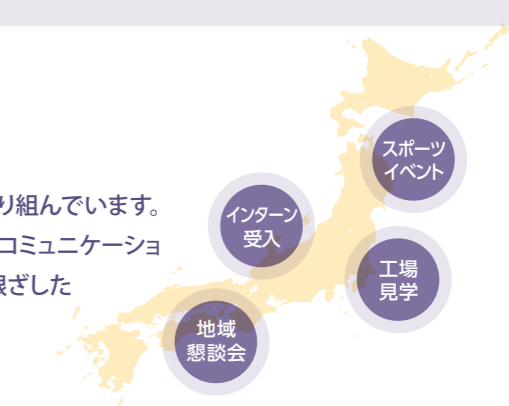 り組んでいます。
コミュニケーショ
根ざした
スポーツ
イベント
インターン
受入
工場
見学
地域
懇談会